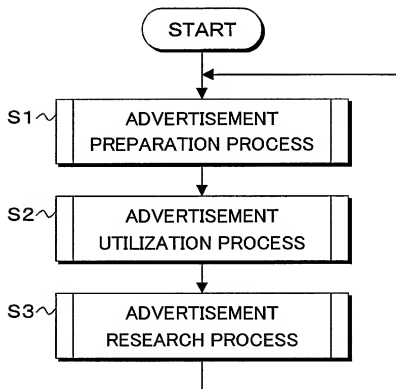 START
S1
ADVERTISEMENT
PREPARATION PROCESS
S2
ADVERTISEMENT
UTILIZATION PROCESS
S3
ADVERTISEMENT
RESEARCH PROCESS